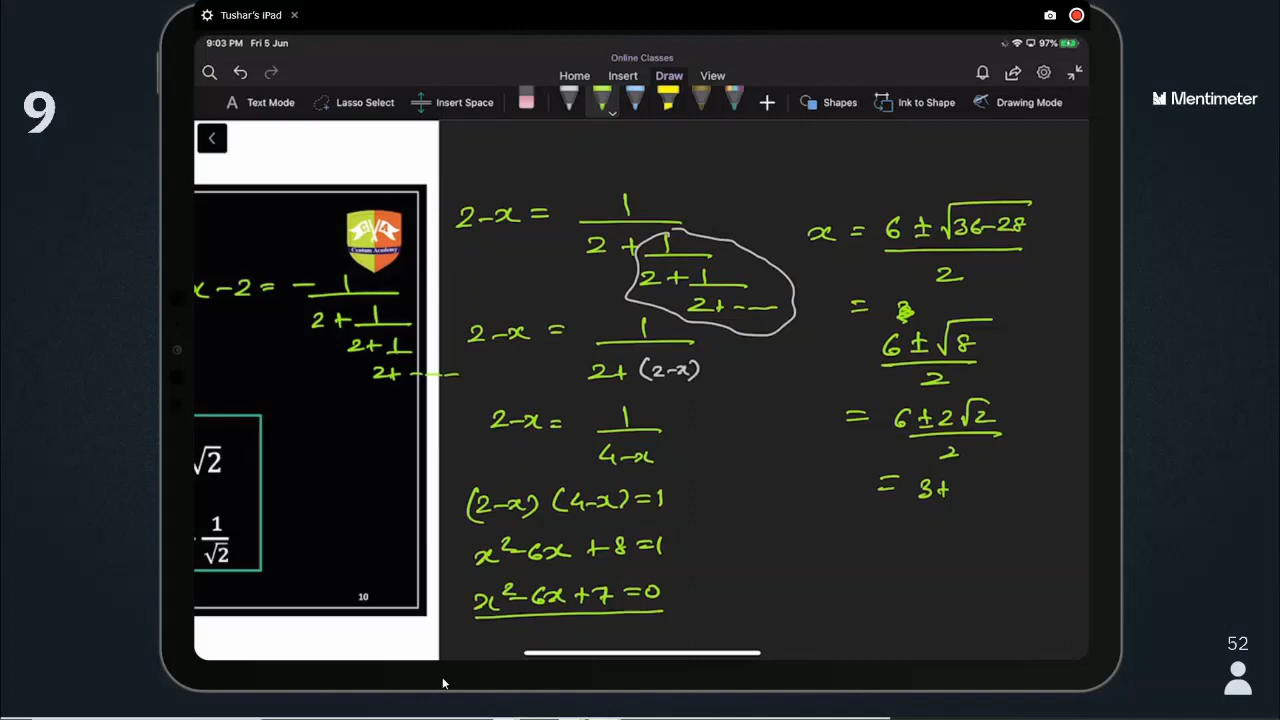 Tushar's iPad ×
9:03 PM Fri 5 Jun
97%
Online Classes
Home Insert Draw View
Text Mode Lasso Select Insert Space + Shapes Ink to Shape Drawing Mode
9
Mentimeter
52
CA
Centum Academy
x-2 = - 1
2 + 1
2 + 1
2 + ----
√2
1
√2
10
2-x = 1
2 + 1
2 + 1
2 + ---
2-x = 1
2+ (2-x)
2-x = 1
4-x
(2-x) (4-x) = 1
x²-6x + 8 = 1
x²-6x + 7 = 0
x = 6 ± √36-28
2
=
6 ± √8
2
= 6 ± 2√2
2
= 3+